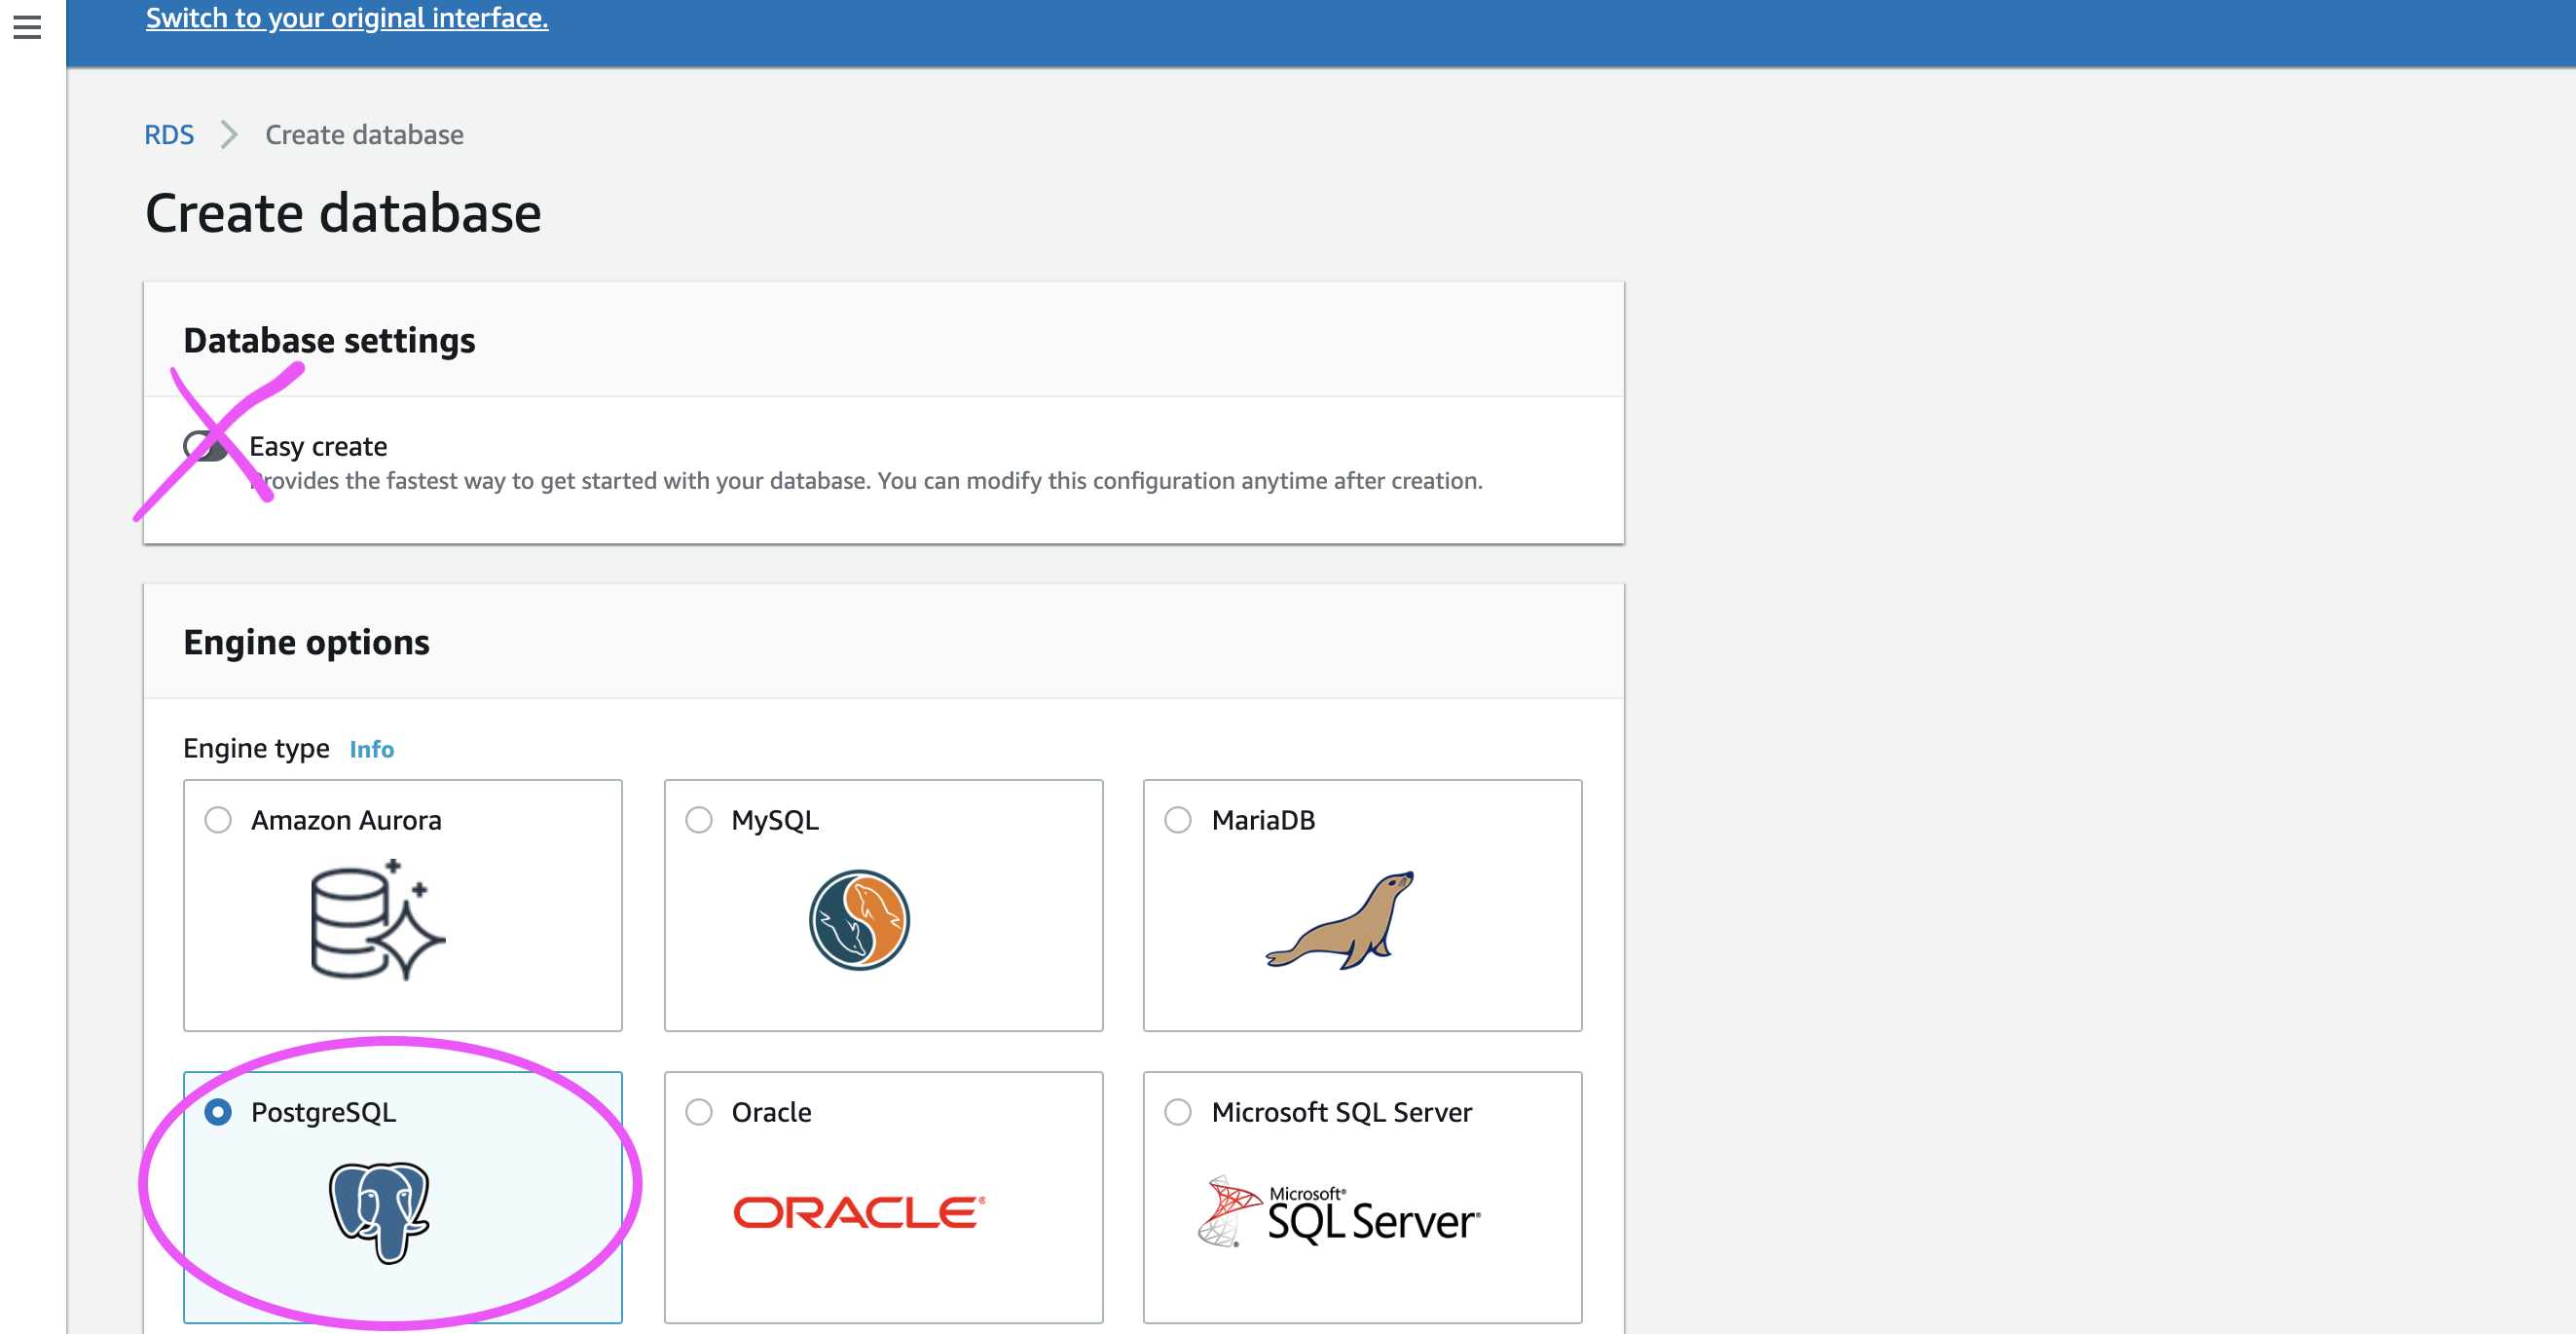 Switch to your original interface.
RDS > Create database
Create database
Database settings
Easy create
Provides the fastest way to get started with your database. You can modify this configuration anytime after creation.
Engine options
Engine type Info
Amazon Aurora
MySQL
MariaDB
PostgreSQL
Oracle
Microsoft SQL Server
ORACLE®
Microsoft®
SQL Server®